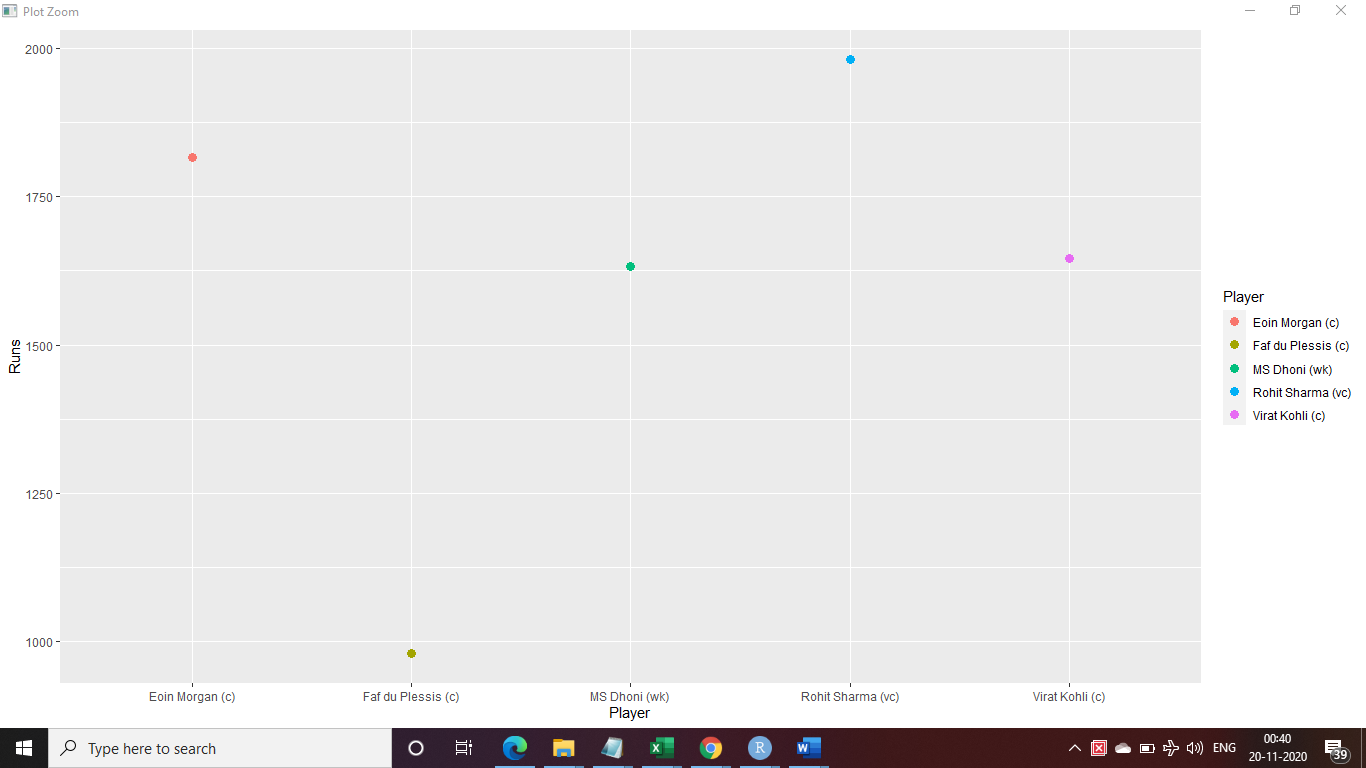 Plot Zoom
2000
1750
1500
1250
1000
Runs
Eoin Morgan (c)
Faf du Plessis (c)
MS Dhoni (wk)
Rohit Sharma (vc)
Virat Kohli (c)
Player
Player
Eoin Morgan (c)
Faf du Plessis (c)
MS Dhoni (wk)
Rohit Sharma (vc)
Virat Kohli (c)
Type here to search
X
R
W
ENG
00:40
20-11-2020
39